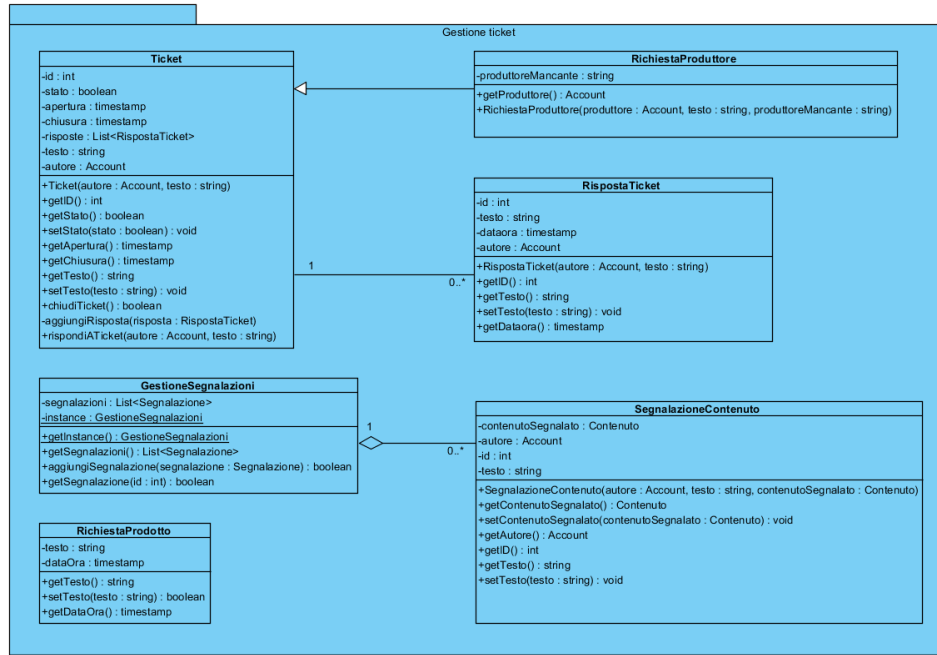 Gestione ticket
Ticket
-id : int
-stato : boolean
-apertura : timestamp
-chiusura : timestamp
-risposte : List<RispostaTicket>
-testo : string
-autore : Account
+Ticket(autore : Account, testo : string)
+getID() : int
+getStato() : boolean
+setStato(stato : boolean) : void
+getApertura() : timestamp
+getChiusura() : timestamp
+getTesto() : string
+setTesto(testo : string) : void
+chiudiTicket() : boolean
-aggiungiRisposta(risposta : RispostaTicket)
+rispondiATicket(autore : Account, testo : string)
RichiestaProduttore
-produttoreMancante : string
+getProduttore() : Account
+RichiestaProduttore(produttore : Account, testo : string, produttoreMancante : string)
1
0..*
RispostaTicket
-id : int
-testo : string
-dataora : timestamp
-autore : Account
+RispostaTicket(autore : Account, testo : string)
+getID() : int
+getTesto() : string
+setTesto(testo : string) : void
+getDataora() : timestamp
GestioneSegnalazioni
-segnalazioni : List<Segnalazione>
-instance : GestioneSegnalazioni
+getInstance() : GestioneSegnalazioni
+getSegnalazioni() : List<Segnalazione>
+aggiungiSegnalazione(segnalazione : Segnalazione) : boolean
+getSegnalazione(id : int) : boolean
1
0..*
SegnalazioneContenuto
-contenutoSegnalato : Contenuto
-autore : Account
-id : int
-testo : string
+SegnalazioneContenuto(autore : Account, testo : string, contenutoSegnalato : Contenuto)
+getContenutoSegnalato() : Contenuto
+setContenutoSegnalato(contenutoSegnalato : Contenuto) : void
+getAutore() : Account
+getID() : int
+getTesto() : string
+setTesto(testo : string) : void
RichiestaProdotto
-testo : string
-dataOra : timestamp
+getTesto() : string
+setTesto(testo : string) : boolean
+getDataOra() : timestamp